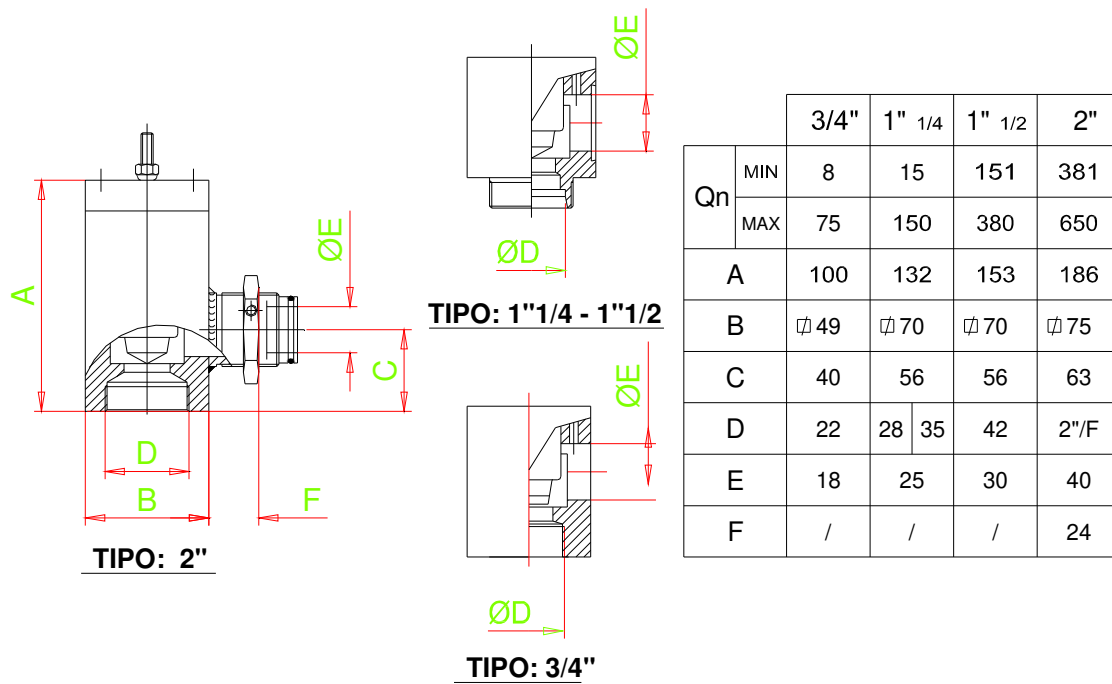 A
ØE
C
D
B
F
TIPO: 2"
ØE
ØD
TIPO: 1"1/4 - 1"1/2
ØE
ØD
TIPO: 3/4"
3/4" 1" 1/4 1" 1/2 2"
Qn
MIN 8 15 151 381
MAX 75 150 380 650
A 100 132 153 186
B 49 70 70 75
C 40 56 56 63
D 22 28 35 42 2"/F
E 18 25 30 40
F / / / 24